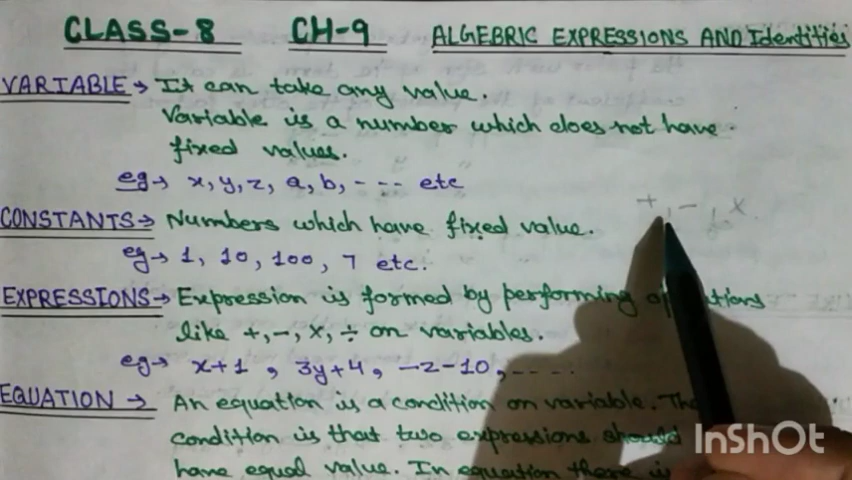 CLASS-8 CH-9 ALGEBRIC EXPRESSIONS AND Identities
VARIABLE → It can take any value.
Variable is a number which does not have
fixed values.
eg → x, y, z, a, b, - - - - etc
+, -, ×
CONSTANTS → Numbers which have fixed value.
eg → 1, 10, 100, 7 etc.
EXPRESSIONS → Expression is formed by performing
like +, −, ×, ÷ on variables.
eg → x+1, 3y+4, −z−10, .....
EQUATION → An equation is a condition on variable.
condition is that two expressions should
have equal value. In equation there is
InShOt